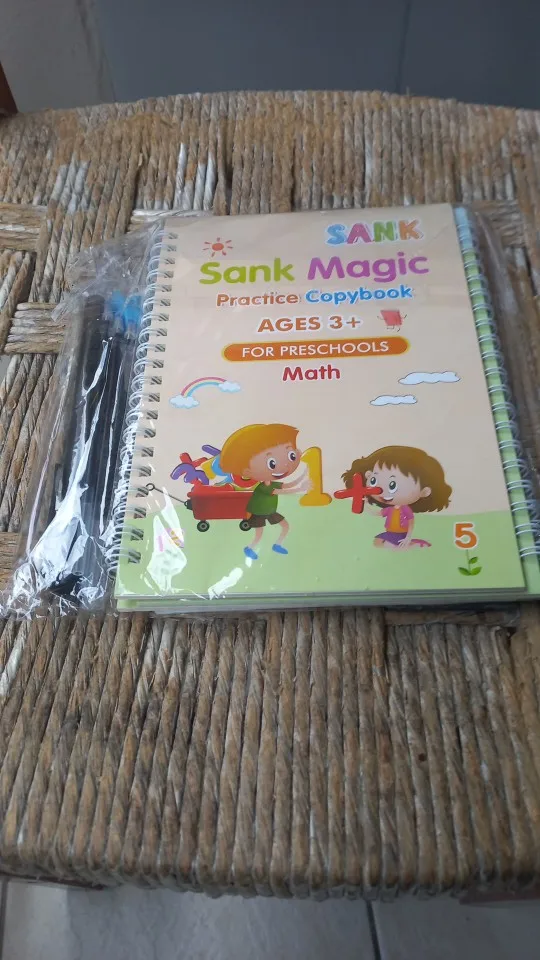 SANK
Sank Magic
Practice Copybook
AGES 3+
FOR PRESCHOOLS
Math
1
+
5